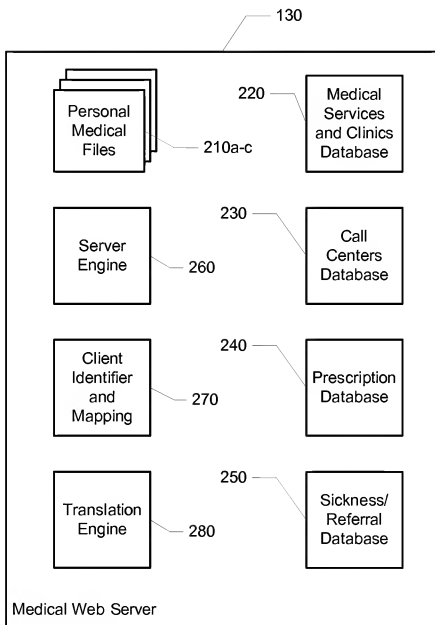 130
Personal
Medical
Files
210a-c
220
Medical
Services
and Clinics
Database
Server
Engine
260
230
Call
Centers
Database
Client
Identifier
and
Mapping
270
240
Prescription
Database
Translation
Engine
280
250
Sickness/
Referral
Database
Medical Web Server